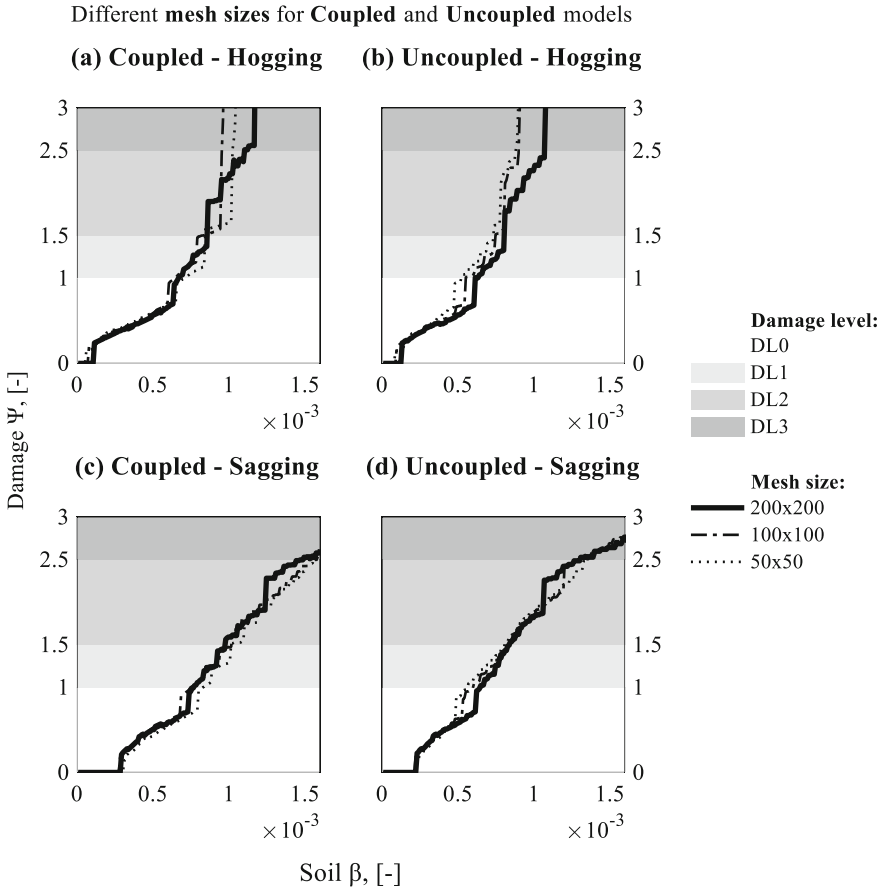 Different mesh sizes for Coupled and Uncoupled models
(a) Coupled - Hogging
(b) Uncoupled - Hogging
3
2.5
1.5
1
0
0 0.5 1 1.5
×10⁻³
3
2.5
1.5
1
0
0 0.5 1 1.5
×10⁻³
Damage level:
DL0
DL1
DL2
DL3
Damage Ψ, [-]
(c) Coupled - Sagging
(d) Uncoupled - Sagging
3
2.5
1.5
1
0
0 0.5 1 1.5
×10⁻³
3
2.5
1.5
1
0
0 0.5 1 1.5
×10⁻³
Mesh size:
200x200
100x100
50x50
Soil β, [-]